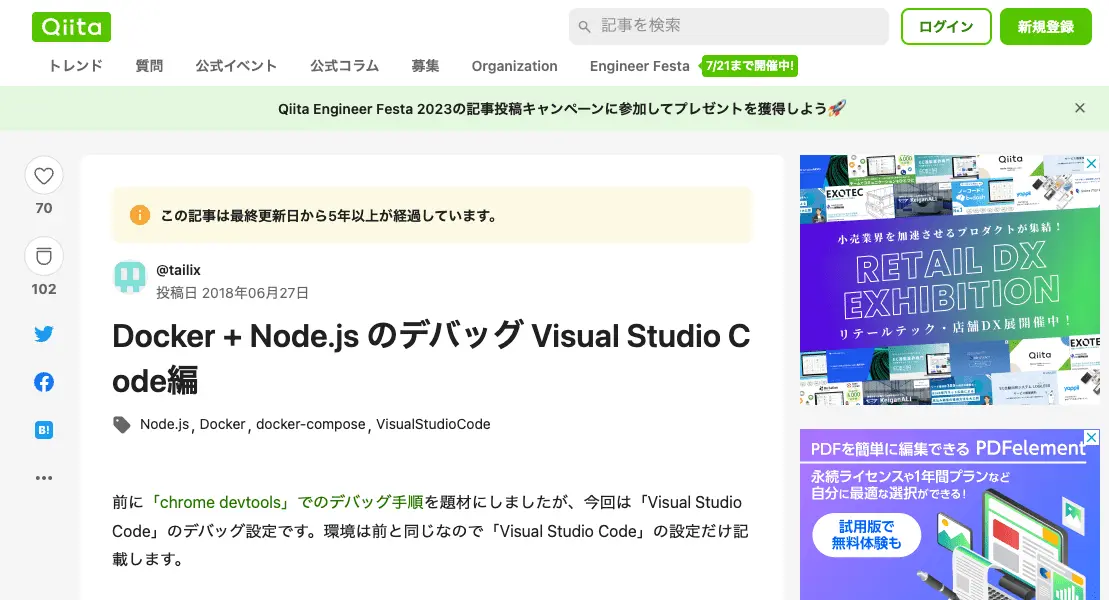 Qiita
記事を検索
ログイン
新規登録
トレンド 質問 公式イベント 公式コラム 募集 Organization Engineer Festa 7/21まで開催中!
Qiita Engineer Festa 2023の記事投稿キャンペーンに参加してプレゼントを獲得しよう🚀
70
102
B!
この記事は最終更新日から5年以上が経過しています。
@tailix
投稿日 2018年06月27日
Docker + Node.js のデバッグ Visual Studio C
ode編
Node.js, Docker, docker-compose, VisualStudioCode
前に「chrome devtools」でのデバッグ手順を題材にしましたが、今回は「Visual Studio
Code」のデバッグ設定です。環境は前と同じなので「Visual Studio Code」の設定だけ記
載します。
Qiita
EXOTEC
KeiganALI
yappli
小売業界を加速させるプロダクトが集結!
RETAIL DX
EXHIBITION
リテールテック・店舗DX展開催中!
EXOTE
Qiita
KeiganALI
yappli
PDFを簡単に編集できる PDFelement
永続ライセンスや1年間プランなど
自分に最適な選択ができる!
試用版で
無料体験も